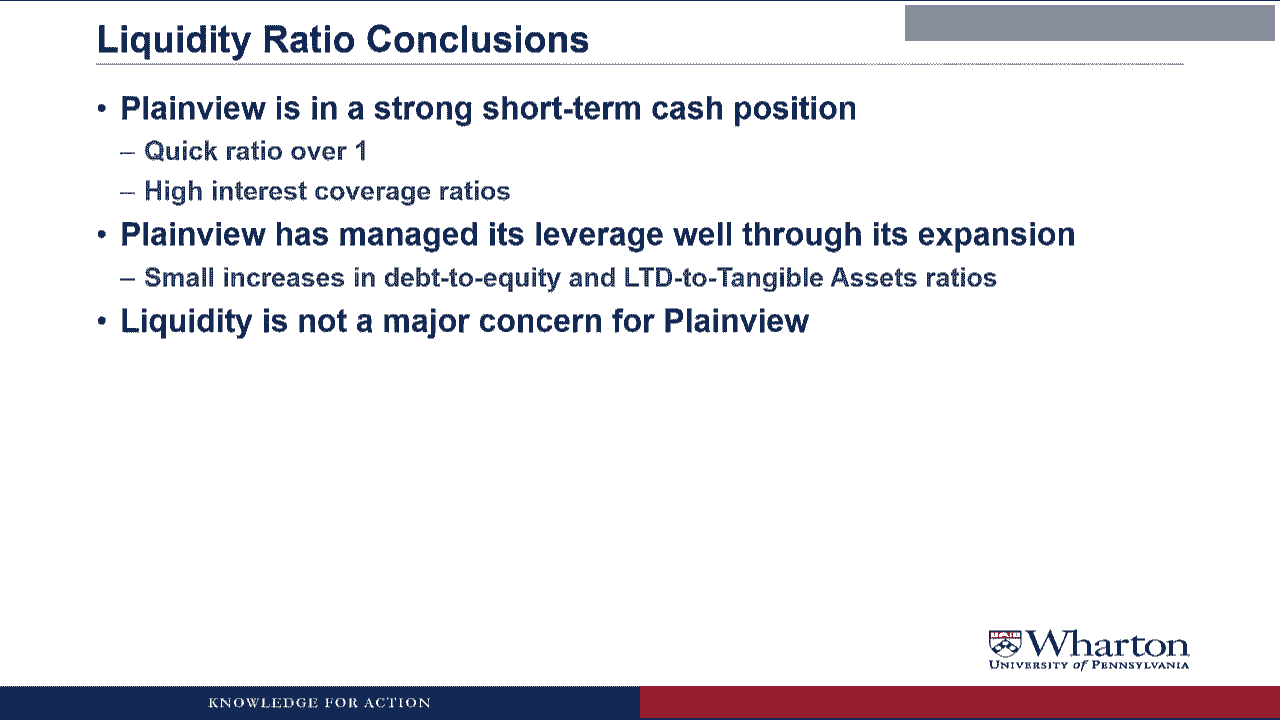 Liquidity Ratio Conclusions
• Plainview is in a strong short-term cash position
– Quick ratio over 1
– High interest coverage ratios
• Plainview has managed its leverage well through its expansion
– Small increases in debt-to-equity and LTD-to-Tangible Assets ratios
• Liquidity is not a major concern for Plainview
Wharton
UNIVERSITY of PENNSYLVANIA
KNOWLEDGE FOR ACTION